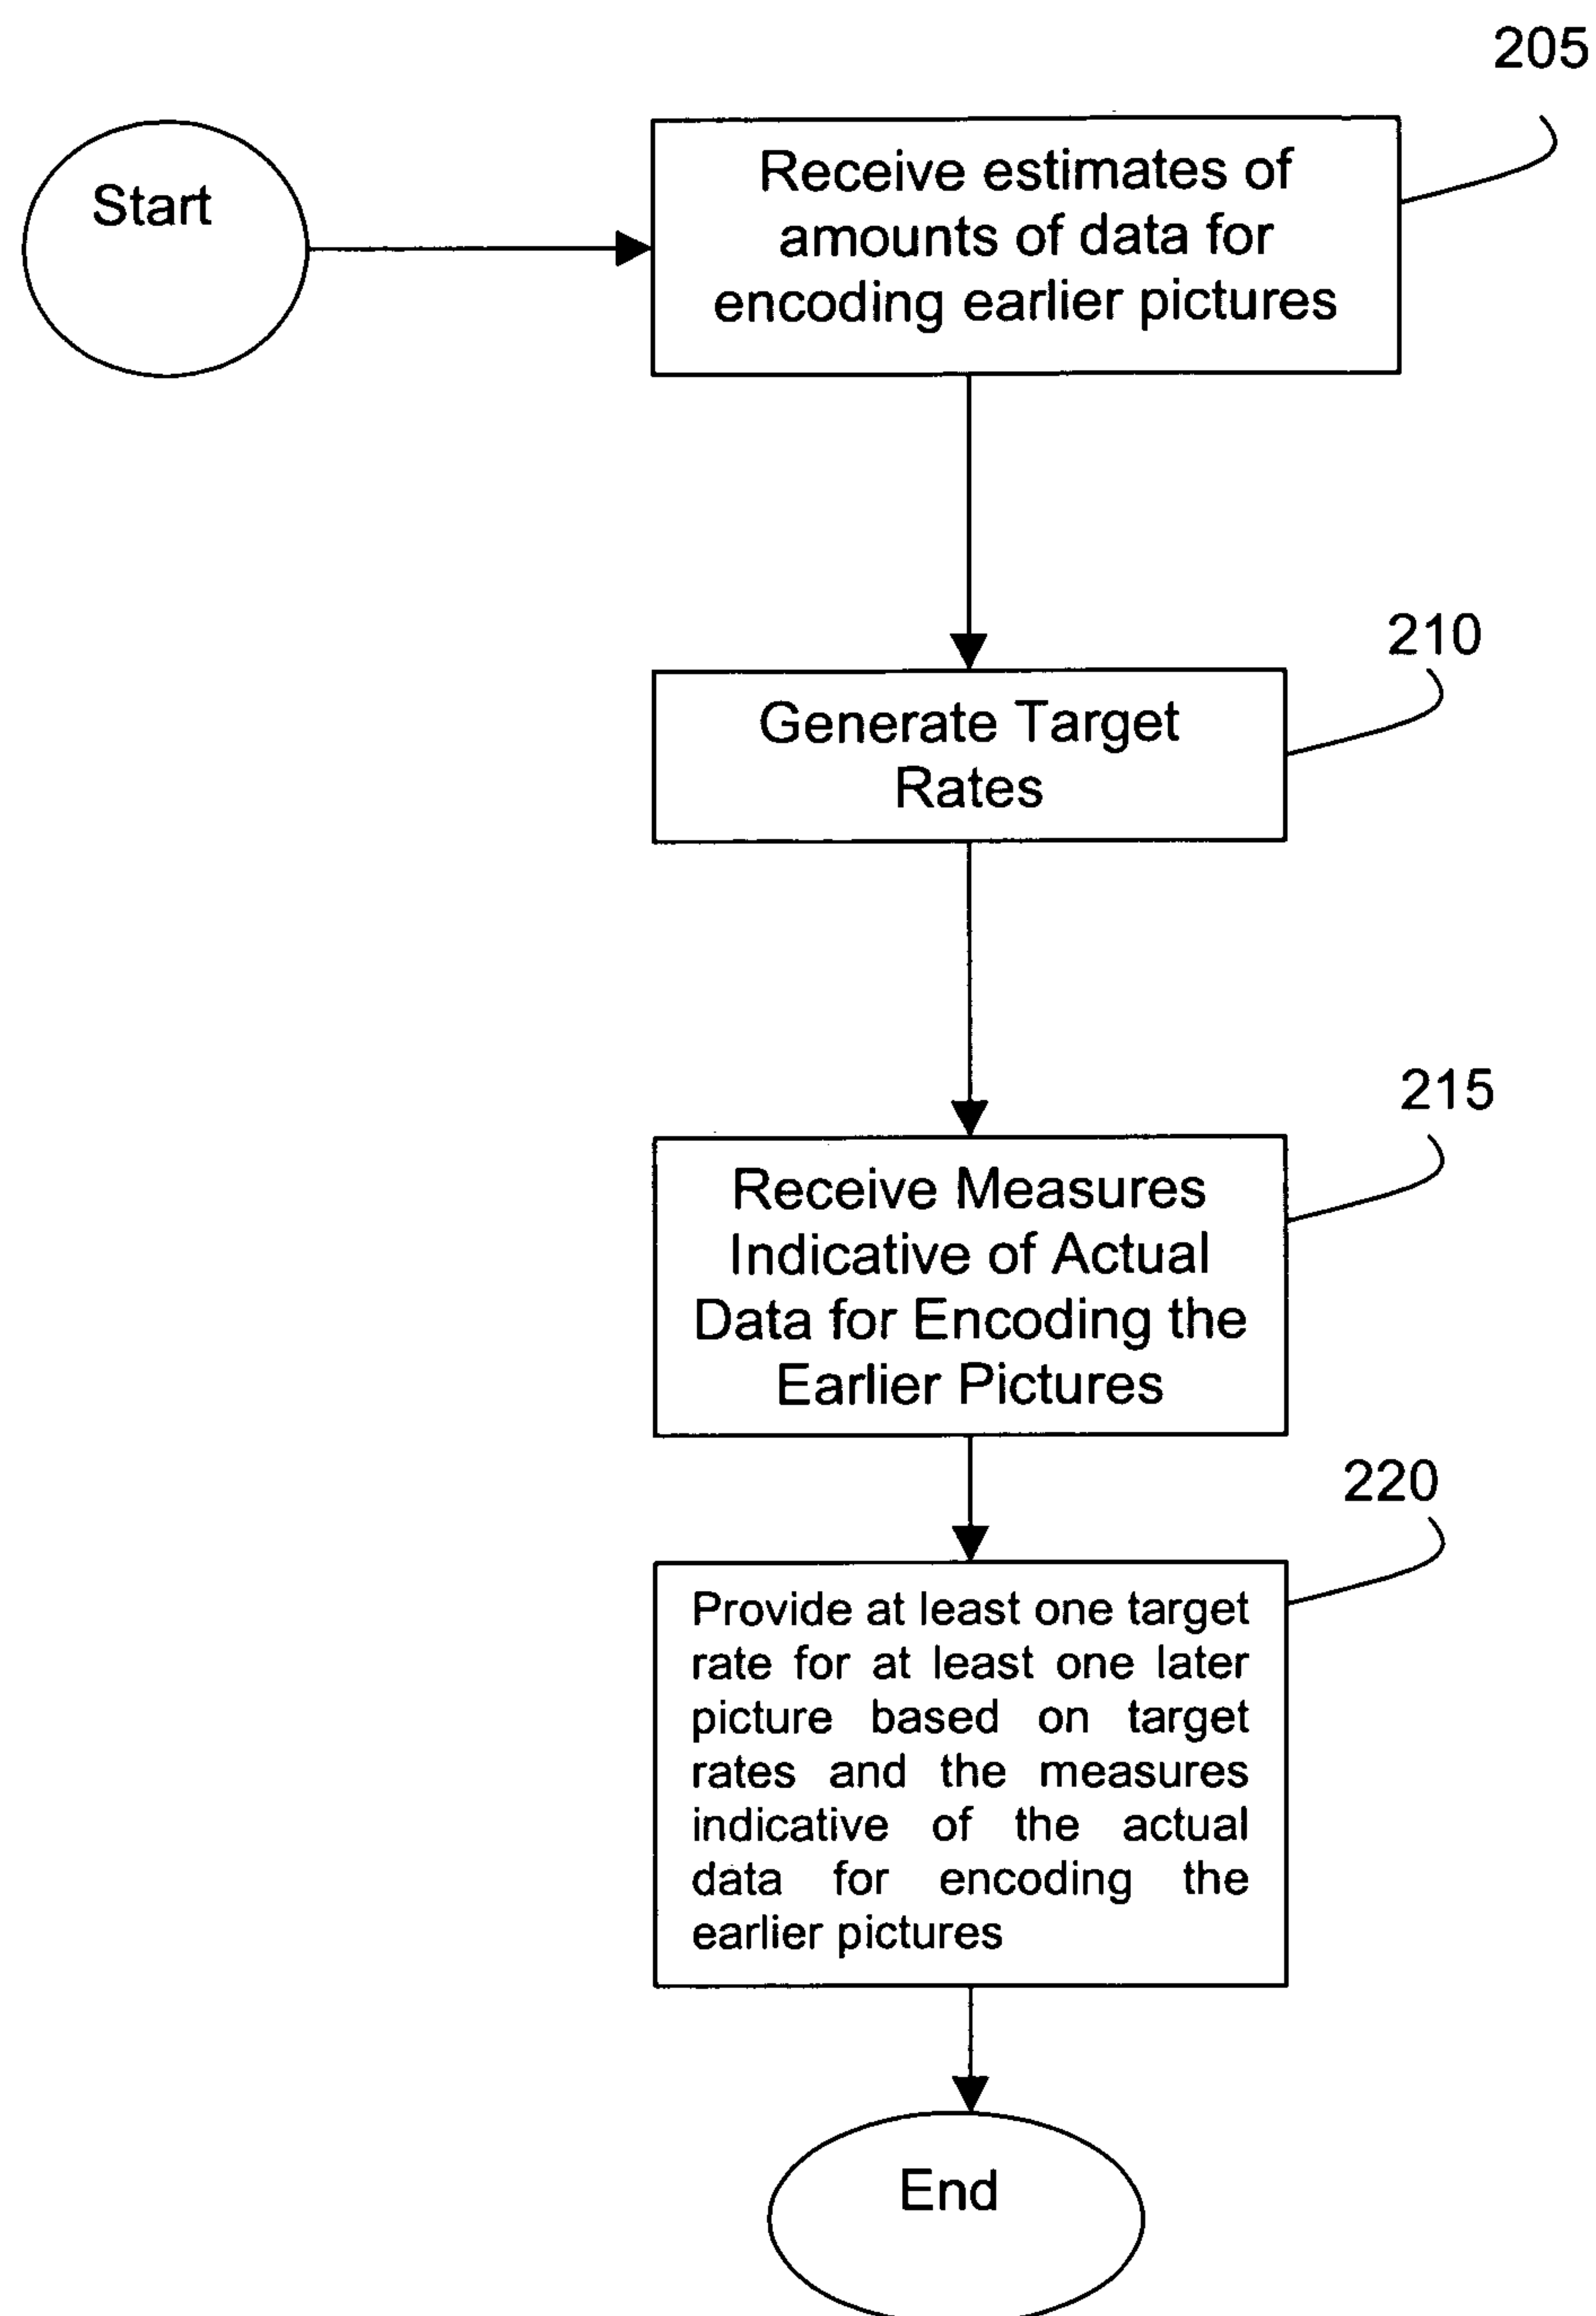 205
Start
Receive estimates of
amounts of data for
encoding earlier pictures
210
Generate Target
Rates
215
Receive Measures
Indicative of Actual
Data for Encoding the
Earlier Pictures
220
Provide at least one target
rate for at least one later
picture based on target
rates and the measures
indicative of the actual
data for encoding the
earlier pictures
End